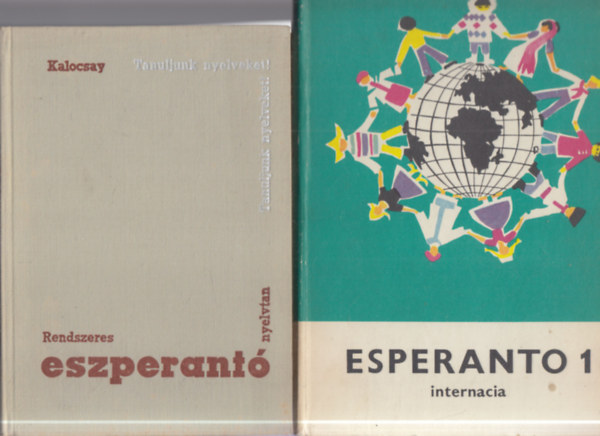 Kalocsay
Tanuljunk nyelveket!
Tanuljunk nyelveket!
Rendszeres
eszperantó
nyelvtan
ESPERANTO 1
internacia